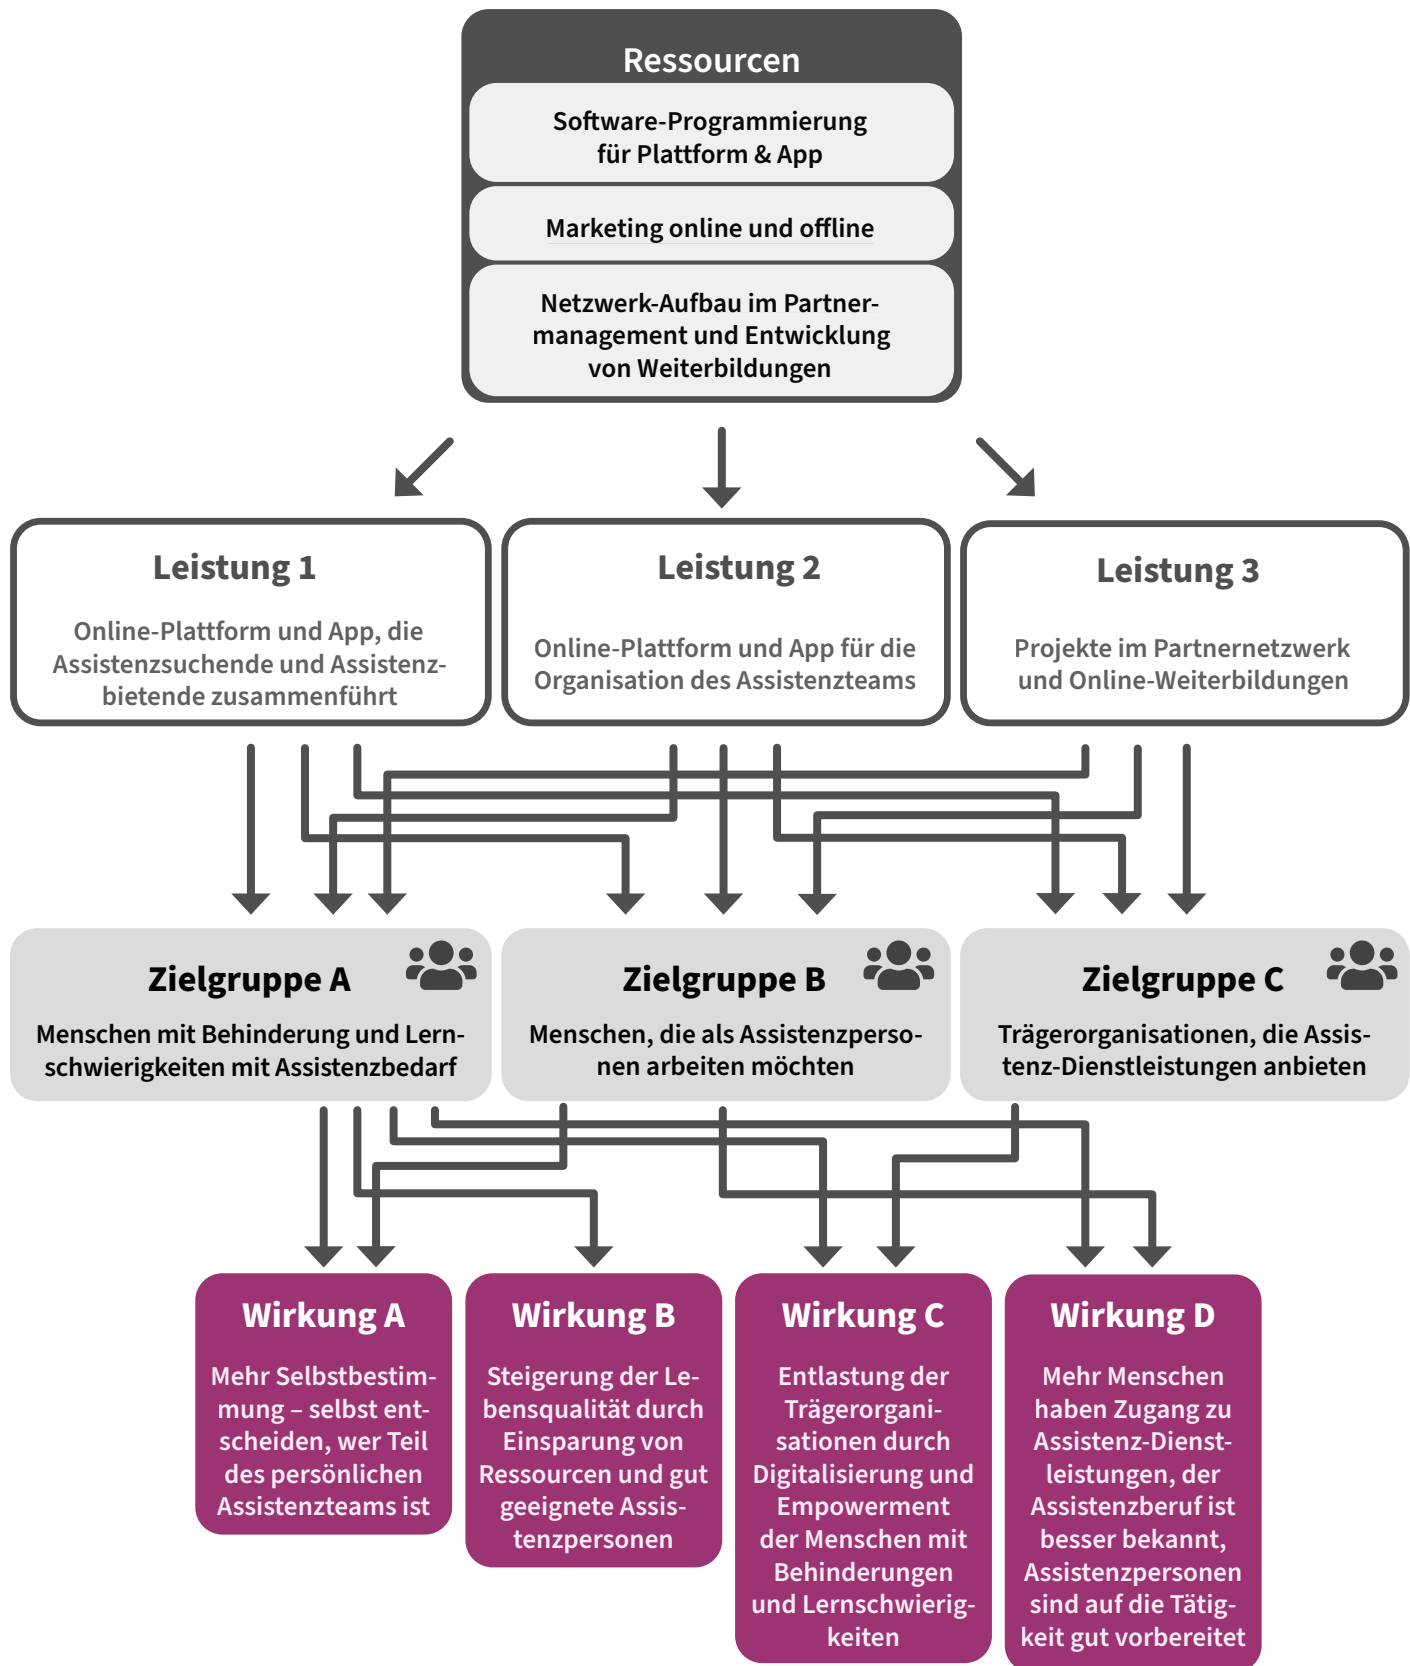 Ressourcen
Software-Programmierung
für Plattform & App
Marketing online und offline
Netzwerk-Aufbau im Partner-
management und Entwicklung
von Weiterbildungen
Leistung 1
Online-Plattform und App, die
Assistenzsuchende und Assistenz-
bietende zusammenführt
Leistung 2
Online-Plattform und App für die
Organisation des Assistenzteams
Leistung 3
Projekte im Partnernetzwerk
und Online-Weiterbildungen
Zielgruppe A
Menschen mit Behinderung und Lern-
schwierigkeiten mit Assistenzbedarf
Zielgruppe B
Menschen, die als Assistenzperso-
nen arbeiten möchten
Zielgruppe C
Trägerorganisationen, die Assis-
tenz-Dienstleistungen anbieten
Wirkung A
Mehr Selbstbestim-
mung – selbst ent-
scheiden, wer Teil
des persönlichen
Assistenzteams ist
Wirkung B
Steigerung der Le-
bensqualität durch
Einsparung von
Ressourcen und gut
geeignete Assis-
tenzpersonen
Wirkung C
Entlastung der
Trägerorgani-
sationen durch
Digitalisierung und
Empowerment
der Menschen mit
Behinderungen
und Lernschwierig-
keiten
Wirkung D
Mehr Menschen
haben Zugang zu
Assistenz-Dienst-
leistungen, der
Assistenzberuf ist
besser bekannt,
Assistenzpersonen
sind auf die Tätig-
keit gut vorbereitet